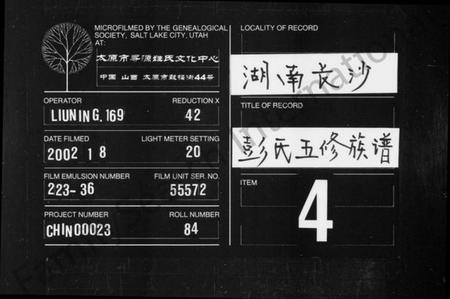 MICROFILMED BY THE GENEALOGICAL
SOCIETY, SALT LAKE CITY, UTAH
AT:
太原市寻源姓氏文化中心
中国 山西 太原市鼓楼街44号
OPERATOR
REDUCTION X
LIUNING.169
42
DATE FILMED
LIGHT METER SETTING
2002 1 8
20
FILM EMULSION NUMBER
FILM UNIT SER. NO.
223-36
55572
PROJECT NUMBER
ROLL NUMBER
CHIN00023
84
LOCALITY OF RECORD
湖南长沙
TITLE OF RECORD
彭氏五修族谱
ITEM
4